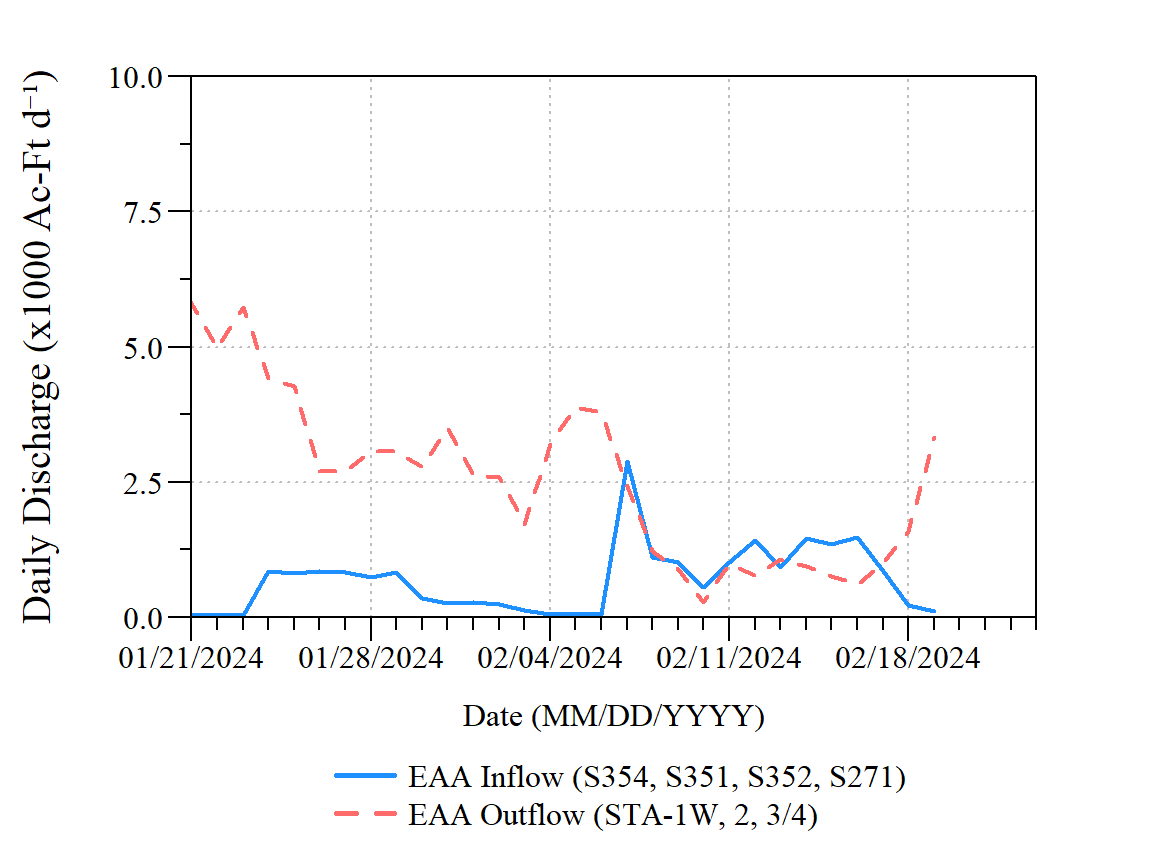 Daily Discharge (x1000 Ac-Ft d⁻¹)
10.0
7.5
5.0
2.5
0.0
01/21/2024 01/28/2024 02/04/2024 02/11/2024 02/18/2024
Date (MM/DD/YYYY)
EAA Inflow (S354, S351, S352, S271)
EAA Outflow (STA-1W, 2, 3/4)